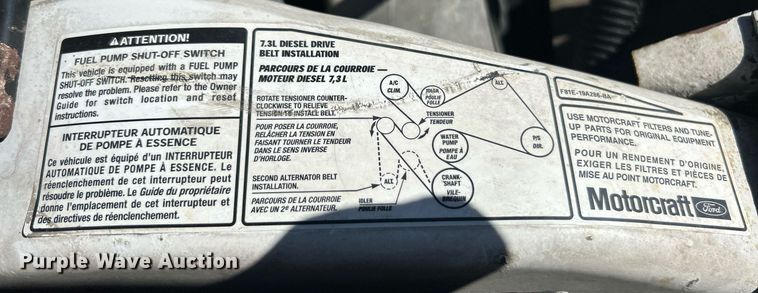 ATTENTION!
FUEL PUMP SHUT-OFF SWITCH
This vehicle is equipped with a FUEL PUMP
SHUT-OFF SWITCH. Resetting this switch may
resolve the problem. Please refer to the Owner
Guide for switch location and reset
instructions.
INTERRUPTEUR AUTOMATIQUE
DE POMPE À ESSENCE
Ce véhicule est équipé d'un INTERRUPTEUR
AUTOMATIQUE DE POMPE À ESSENCE. Le
réenclenchement de cet interrupteur peut
résoudre le problème. Le Guide du propriétaire
donne l'emplacement de cet interrupteur et
des directives de réenclenchement.
7.3L DIESEL DRIVE
BELT INSTALLATION
PARCOURS DE LA COURROIE –
MOTEUR DIESEL 7,3 L
ROTATE TENSIONER COUNTER-
CLOCKWISE TO RELIEVE
TENSION TO INSTALL BELT.
POUR POSER LA COURROIE,
RELÂCHER LA TENSION EN
FAISANT TOURNER LE TENDEUR
DANS LE SENS INVERSE
D'HORLOGE.
SECOND ALTERNATOR BELT
INSTALLATION.
PARCOURS DE LA COURROIE
AVEC UN 2e ALTERNATEUR.
A/C
CLIM.
IDLER
POULIE
FOLLE
ALT.
TENSIONER
TENDEUR
WATER
PUMP
POMPE À
EAU
P/S
DIR.
ALT.
IDLER
POULIE FOLLE
CRANK-
SHAFT
VILE-
BREQUIN
F81E-19A286-BA
USE MOTORCRAFT FILTERS AND TUNE-
UP PARTS FOR ORIGINAL EQUIPMENT
PERFORMANCE.
POUR UN RENDEMENT D'ORIGINE,
EXIGER LES FILTRES ET PIÈCES DE
MISE AU POINT MOTORCRAFT.
Motorcraft Ford
Purple Wave Auction